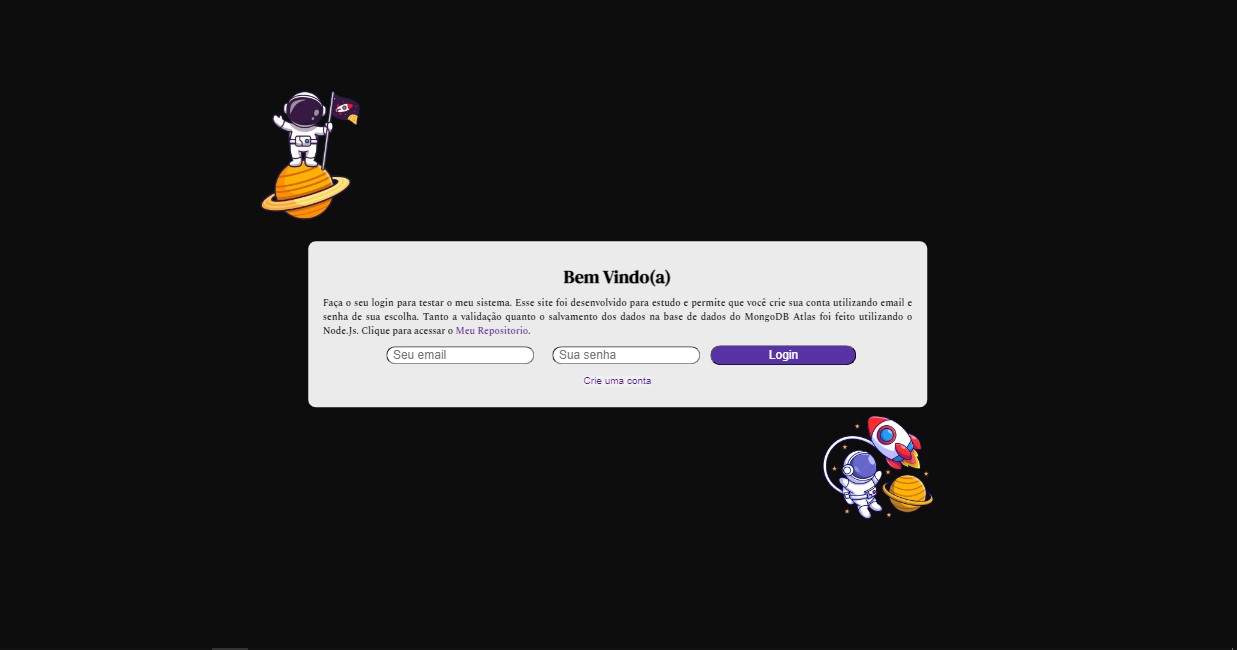 Bem Vindo(a)
Faça o seu login para testar o meu sistema. Esse site foi desenvolvido para estudo e permite que você crie sua conta utilizando email e
senha de sua escolha. Tanto a validação quanto o salvamento dos dados na base de dados do MongoDB Atlas foi feito utilizando o
Node.Js. Clique para acessar o Meu Repositorio.
Seu email Sua senha Login
Crie uma conta